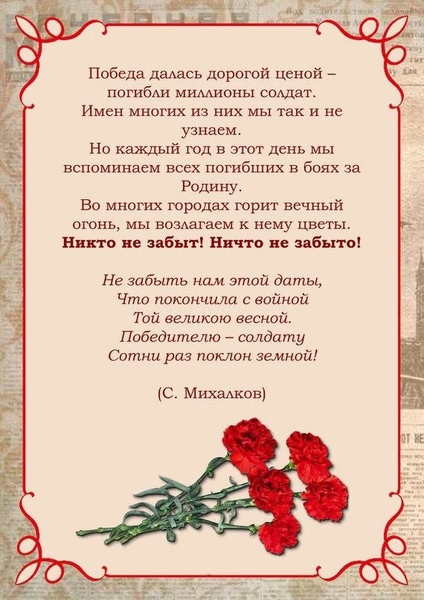 Победа далась дорогой ценой –
погибли миллионы солдат.
Имен многих из них мы так и не
узнаем.
Но каждый год в этот день мы
вспоминаем всех погибших в боях за
Родину.
Во многих городах горит вечный
огонь, мы возлагаем к нему цветы.
Никто не забыт! Ничто не забыто!
Не забыть нам этой даты,
Что покончила с войной
Той великою весной.
Победителю – солдату
Сотни раз поклон земной!
(С. Михалков)